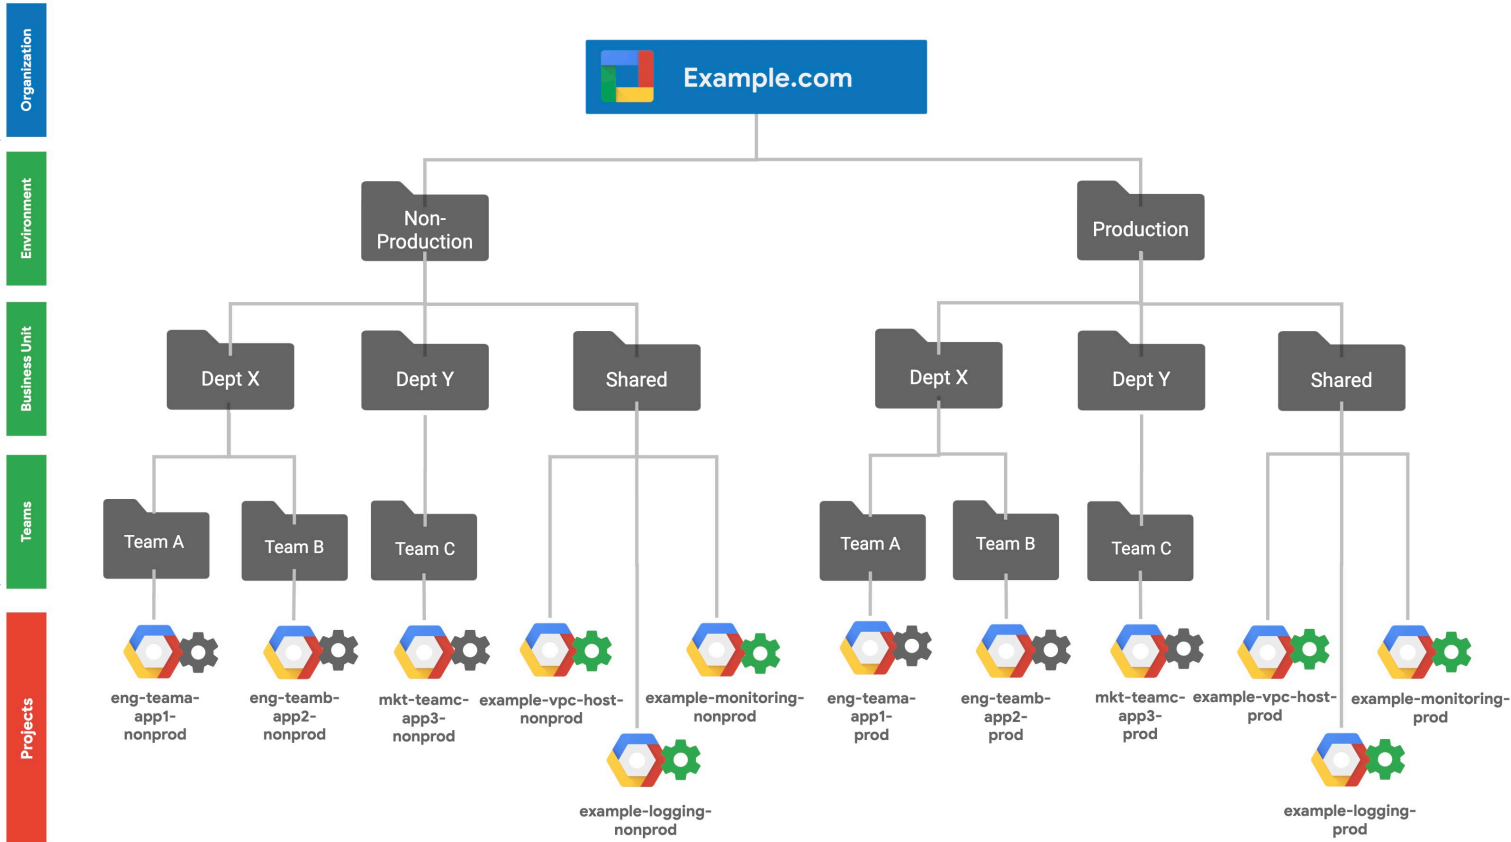 Organization
Example.com
Environment
Non-
Production
Production
Business Unit
Dept X
Dept Y
Shared
Dept X
Dept Y
Shared
Teams
Team A
Team B
Team C
Team A
Team B
Team C
Projects
eng-teama-
app1-
nonprod
eng-teamb-
app2-
nonprod
mkt-teamc-
app3-
nonprod
example-vpc-host-
nonprod
example-monitoring-
nonprod
example-logging-
nonprod
eng-teama-
app1-
prod
eng-teamb-
app2-
prod
mkt-teamc-
app3-
prod
example-vpc-host-
prod
example-monitoring-
prod
example-logging-
prod